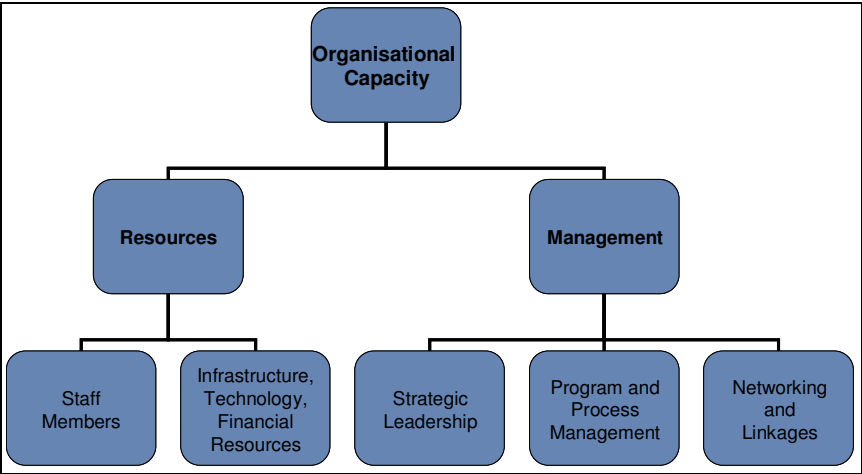 Organisational
Capacity
Resources
Management
Staff
Members
Infrastructure,
Technology,
Financial
Resources
Strategic
Leadership
Program and
Process
Management
Networking
and
Linkages